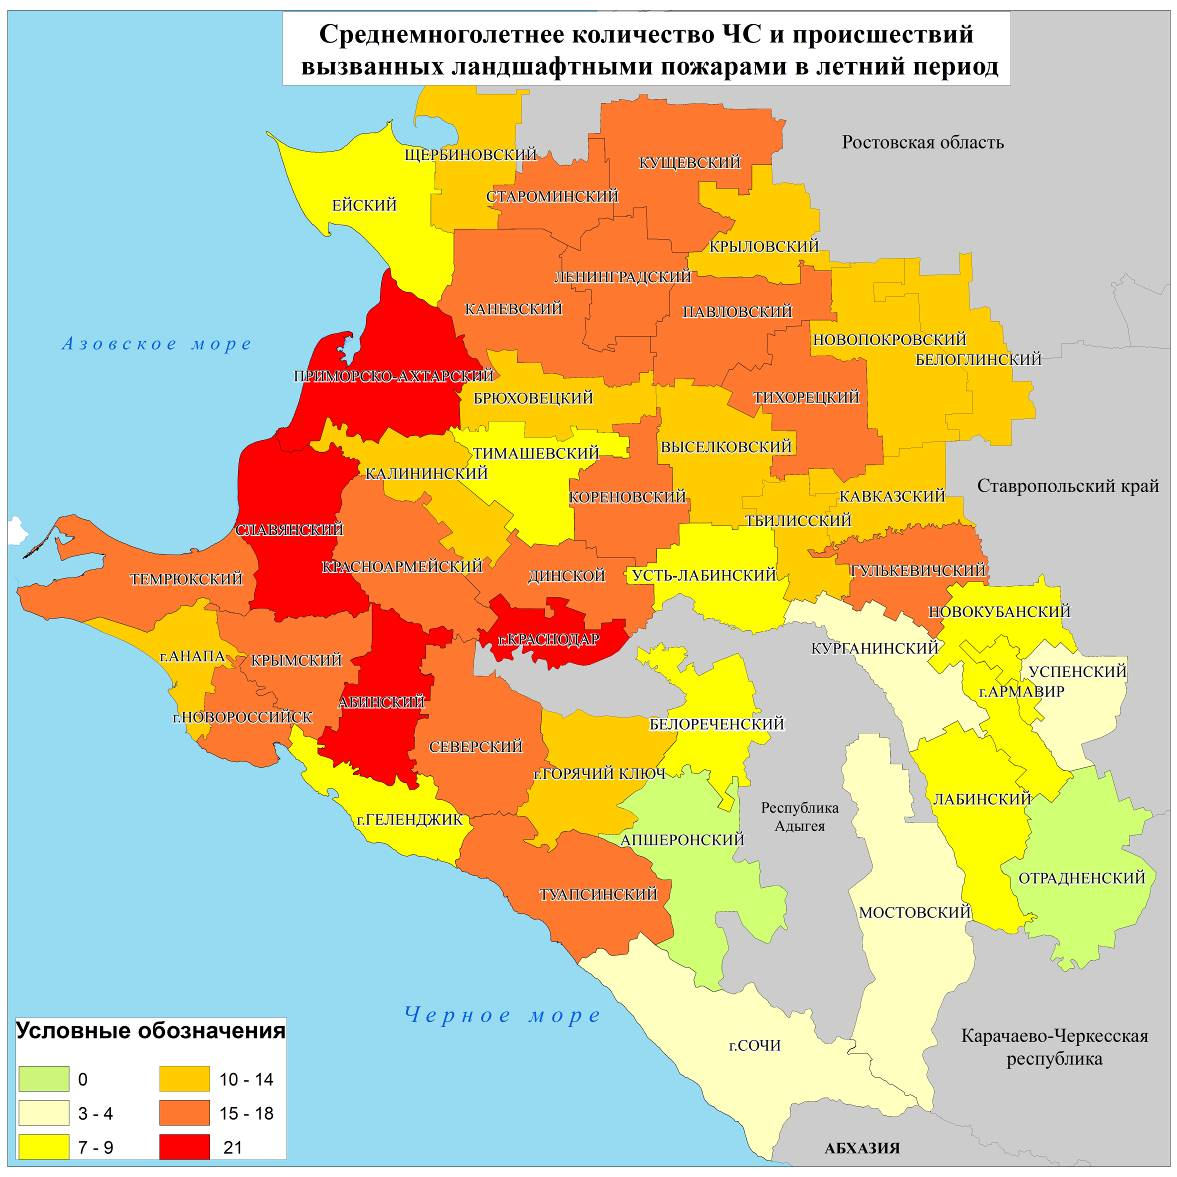 Среднемноголетнее количество ЧС и происшествий
вызванных ландшафтными пожарами в летний период
Ростовская область
ЩЕРБИНОВСКИЙ
КУЩЕВСКИЙ
СТАРОМИНСКИЙ
ЕЙСКИЙ
КРЫЛОВСКИЙ
ЛЕНИНГРАДСКИЙ
КАНЕВСКИЙ
ПАВЛОВСКИЙ
Азовское море
НОВОПОКРОВСКИЙ
БЕЛОГЛИНСКИЙ
ПРИМОРСКО-АХТАРСКИЙ
БРЮХОВЕЦКИЙ
ТИХОРЕЦКИЙ
ВЫСЕЛКОВСКИЙ
ТИМАШЕВСКИЙ
КАЛИНИНСКИЙ
Ставропольский край
КОРЕНОВСКИЙ
КАВКАЗСКИЙ
ТБИЛИССКИЙ
СЛАВЯНСКИЙ
КРАСНОАРМЕЙСКИЙ
ГУЛЬКЕВИЧСКИЙ
ТЕМРЮКСКИЙ
ДИНСКОЙ
УСТЬ-ЛАБИНСКИЙ
НОВОКУБАНСКИЙ
г.КРАСНОДАР
КУРГАНИНСКИЙ
г.АНАПА
КРЫМСКИЙ
УСПЕНСКИЙ
г.АРМАВИР
АБИНСКИЙ
г.НОВОРОССИЙСК
БЕЛОРЕЧЕНСКИЙ
СЕВЕРСКИЙ
г.ГОРЯЧИЙ КЛЮЧ
ЛАБИНСКИЙ
Республика
Адыгея
г.ГЕЛЕНДЖИК
АПШЕРОНСКИЙ
ОТРАДНЕНСКИЙ
ТУАПСИНСКИЙ
МОСТОВСКИЙ
Черное море
Карачаево-Черкесская
республика
г.СОЧИ
АБХАЗИЯ
Условные обозначения
0
3 - 4
7 - 9
10 - 14
15 - 18
21